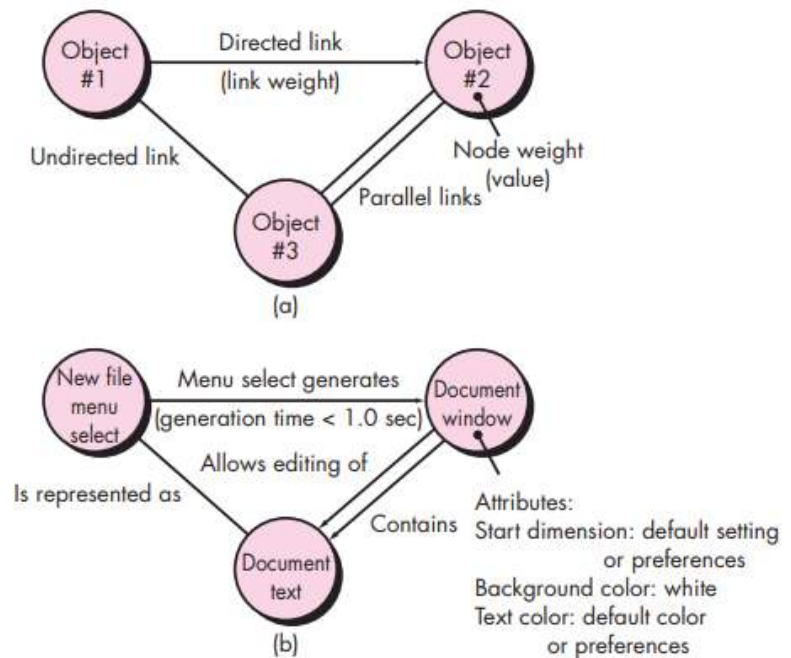 Object
#1
Directed link
(link weight)
Object
#2
Undirected link
Node weight
(value)
Parallel links
Object
#3
(a)
New file
menu
select
Menu select generates
(generation time < 1.0 sec)
Document
window
Allows editing of
Is represented as
Contains
Attributes:
Start dimension: default setting
or preferences
Background color: white
Text color: default color
or preferences
Document
text
(b)